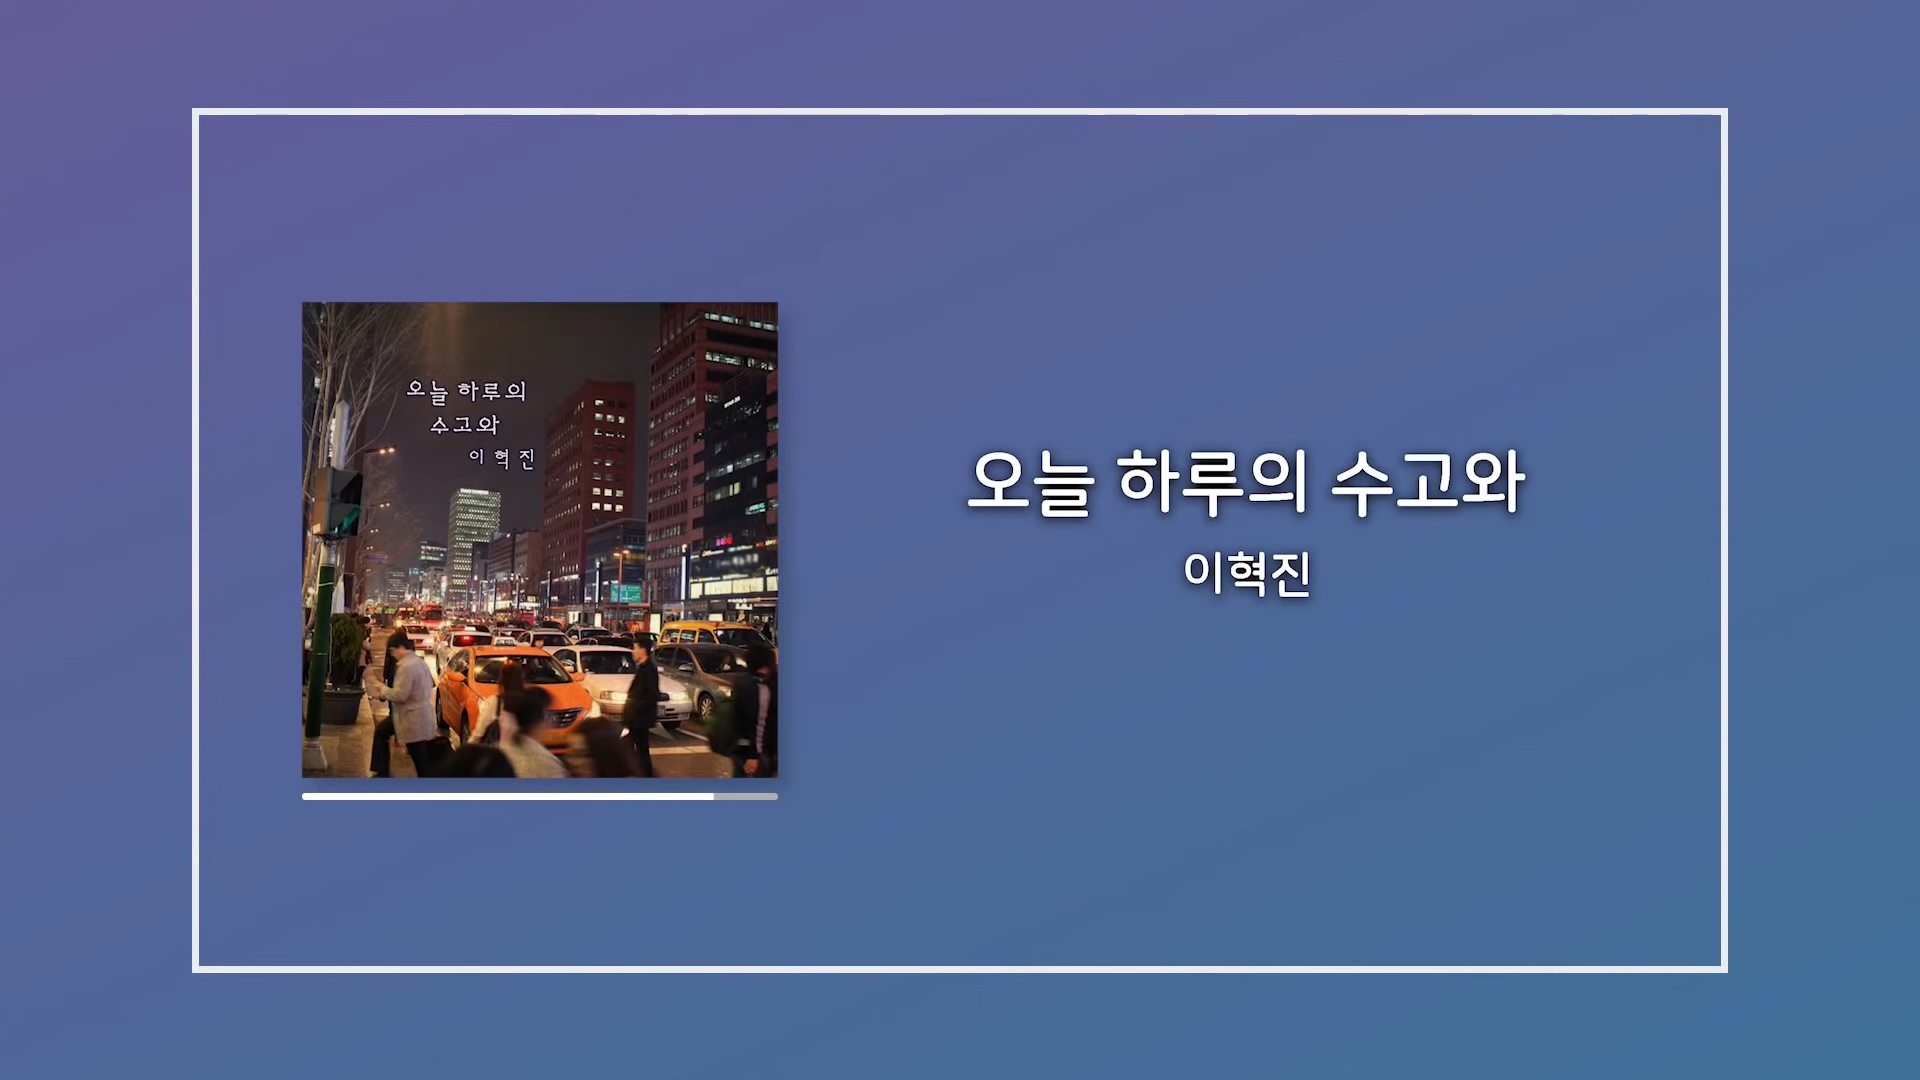 오늘 하루의
수고와
이혁진
오늘 하루의 수고와
이혁진